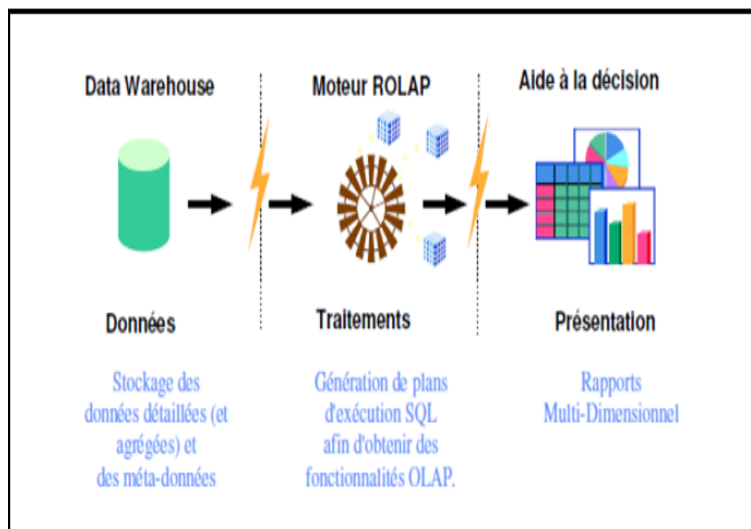 Data Warehouse
Moteur ROLAP
Aide à la décision
Données
Traitements
Présentation
Stockage des
données détaillées (et
agrégées) et
des méta-données
Génération de plans
d'exécution SQL
afin d'obtenir des
fonctionnalités OLAP.
Rapports
Multi-Dimensionnel